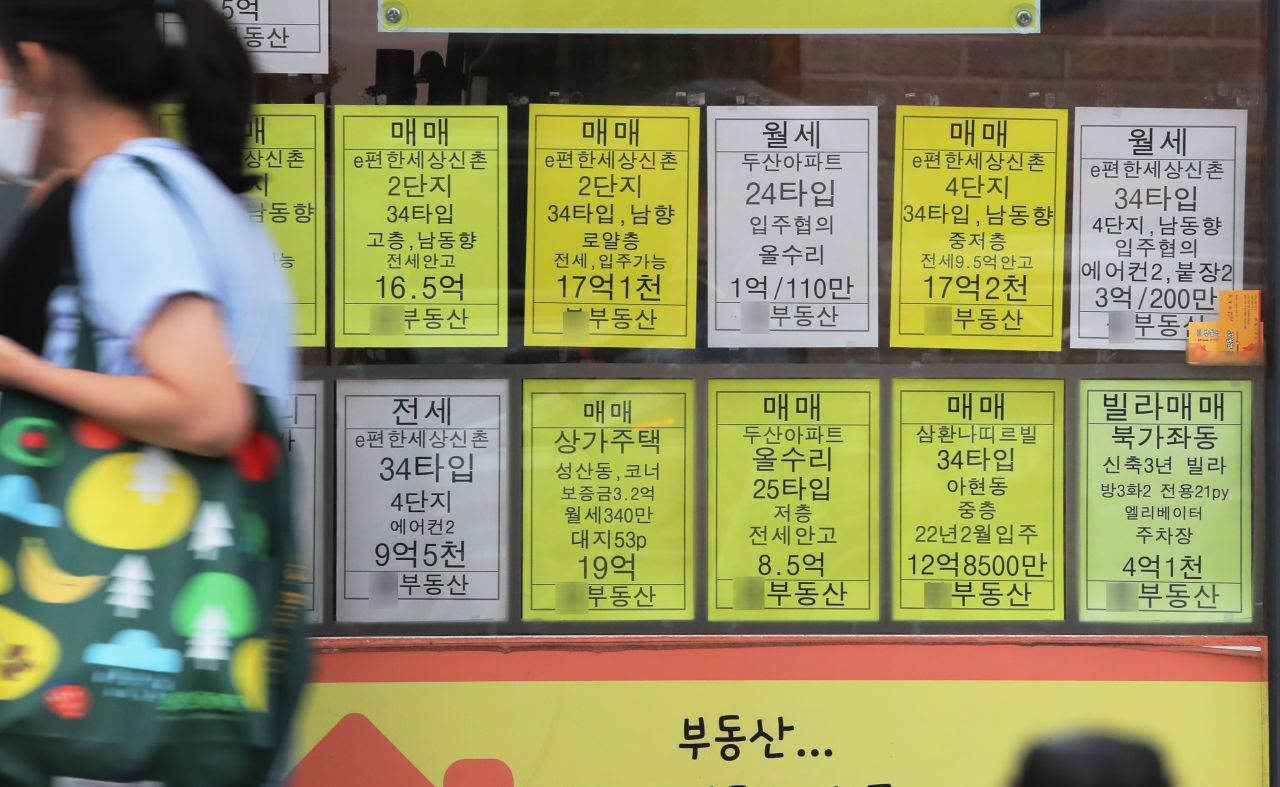 5억
부동산
매
세상신촌
지
남동향
능
매매
e편한세상신촌
2단지
34타입
고층,남동향
전세안고
16.5억
부동산
매매
e편한세상신촌
2단지
34타입,남향
로얄층
전세,입주가능
17억1천
부동산
월세
두산아파트
24타입
입주협의
올수리
1억/110만
부동산
매매
e편한세상신촌
4단지
34타입,남동향
중저층
전세9.5억안고
17억2천
부동산
월세
e편한세상신촌
34타입
4단지,남동향
입주협의
에어컨2,붙장2
3억/200만
부동산
전세
e편한세상신촌
34타입
4단지
에어컨2
9억5천
부동산
매매
상가주택
성산동,코너
보증금3.2억
월세340만
대지53p
19억
부동산
매매
두산아파트
올수리
25타입
저층
전세안고
8.5억
부동산
매매
삼환나띠르빌
34타입
아현동
중층
22년2월입주
12억8500만
부동산
빌라매매
북가좌동
신축3년 빌라
방3화2 전용21py
엘리베이터
주차장
4억1천
부동산
부동산...